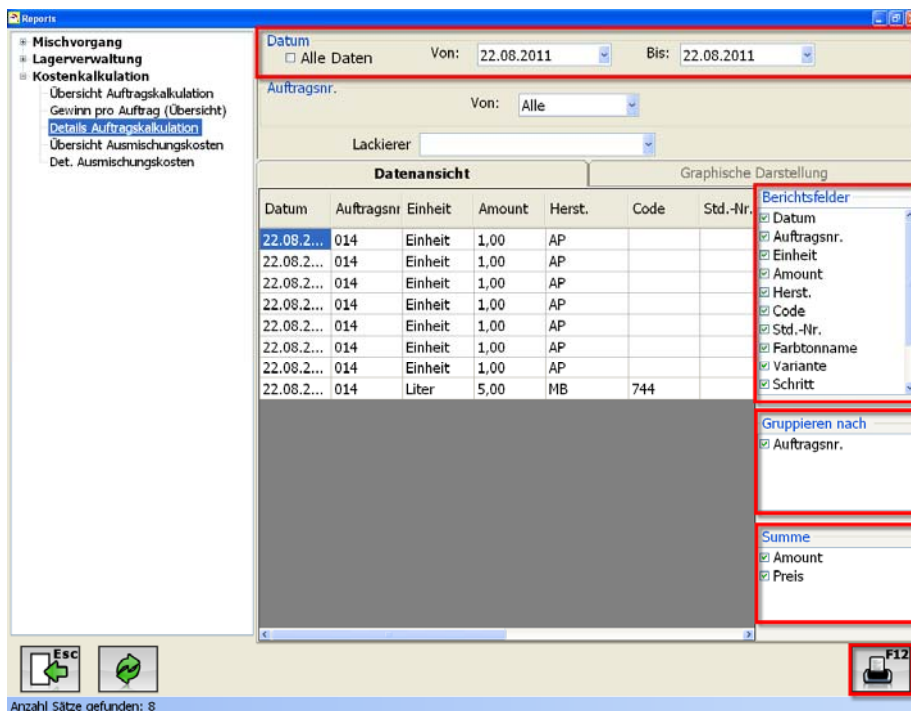 Reports
Mischvorgang
Lagerverwaltung
Kostenkalkulation
Übersicht Auftragskalkulation
Gewinn pro Auftrag (Übersicht)
Details Auftragskalkulation
Übersicht Ausmischungskosten
Det. Ausmischungskosten
Datum
Alle Daten Von: 22.08.2011 Bis: 22.08.2011
Auftragsnr.
Von: Alle
Lackierer
Datenansicht Graphische Darstellung
Datum Auftragsnr Einheit Amount Herst. Code Std.-Nr.
22.08.2... 014 Einheit 1,00 AP
22.08.2... 014 Einheit 1,00 AP
22.08.2... 014 Einheit 1,00 AP
22.08.2... 014 Einheit 1,00 AP
22.08.2... 014 Einheit 1,00 AP
22.08.2... 014 Einheit 1,00 AP
22.08.2... 014 Einheit 1,00 AP
22.08.2... 014 Liter 5,00 MB 744
Berichtsfelder
Datum
Auftragsnr.
Einheit
Amount
Herst.
Code
Std.-Nr.
Farbtonname
Variante
Schritt
Gruppieren nach
Auftragsnr.
Summe
Amount
Preis
Esc
F12
Anzahl Sätze gefunden: 8